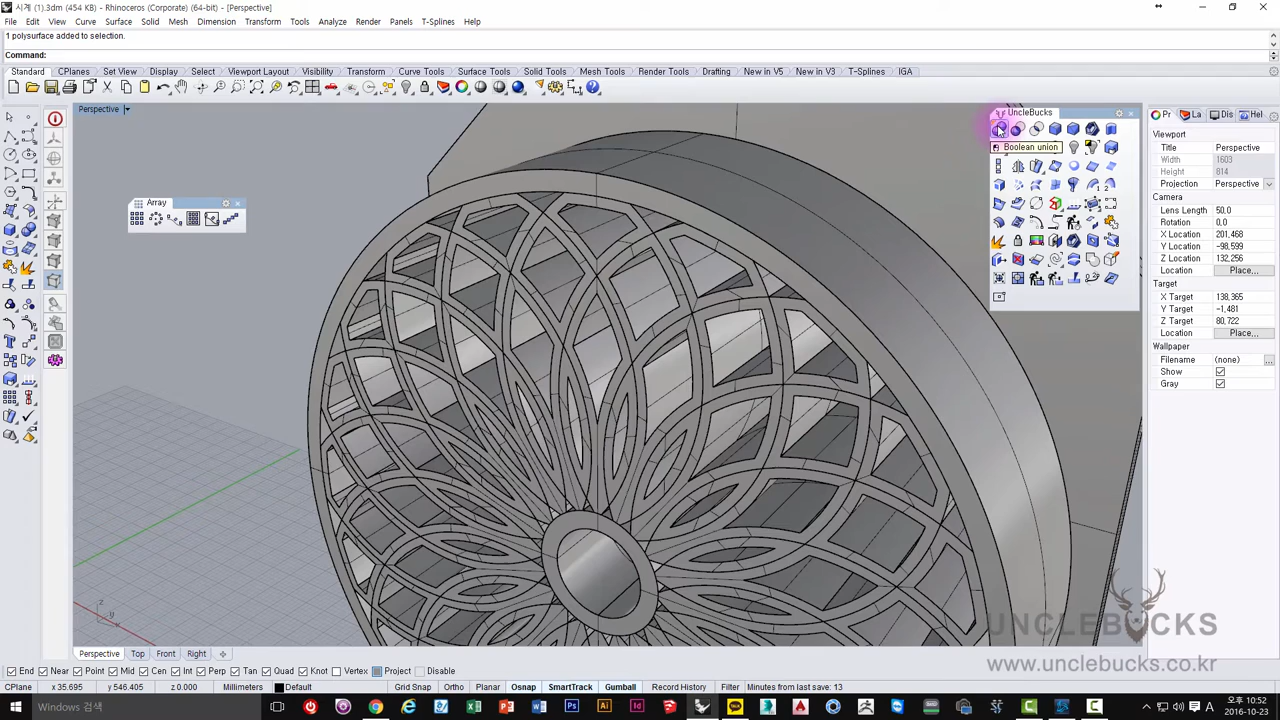 시계 (1).3dm (454 KB) - Rhinoceros (Corporate) (64-bit) - [Perspective]
File Edit View Curve Surface Solid Mesh Dimension Transform Tools Analyze Render Panels T-Splines Help
1 polysurface added to selection.
Command:
Standard CPlanes Set View Display Select Viewport Layout Visibility Transform Curve Tools Surface Tools Solid Tools Mesh Tools Render Tools Drafting New in V5 New in V3 T-Splines IGA
Perspective
UncleBucks
Boolean union
Array
Pr La Dis Hel
Viewport
Title Perspective
Width 1603
Height 814
Projection Perspective
Camera
Lens Length 50,0
Rotation 0,0
X Location 201,468
Y Location -98,599
Z Location 132,256
Location Place...
Target
X Target 138,365
Y Target -1,481
Z Target 80,722
Location Place...
Wallpaper
Filename (none) ...
Show
Gray
z
UNCLEBUCKS
www.unclebucks.co.kr
Perspective Top Front Right
End Near Point Mid Cen Int Perp Tan Quad Knot Vertex Project Disable
CPlane x 35.695 y 546.405 z 0.000 Millimeters Default Grid Snap Ortho Planar Osnap SmartTrack Gumball Record History Filter Minutes from last save: 13
Windows 검색
A 오후 10:52
2016-10-23